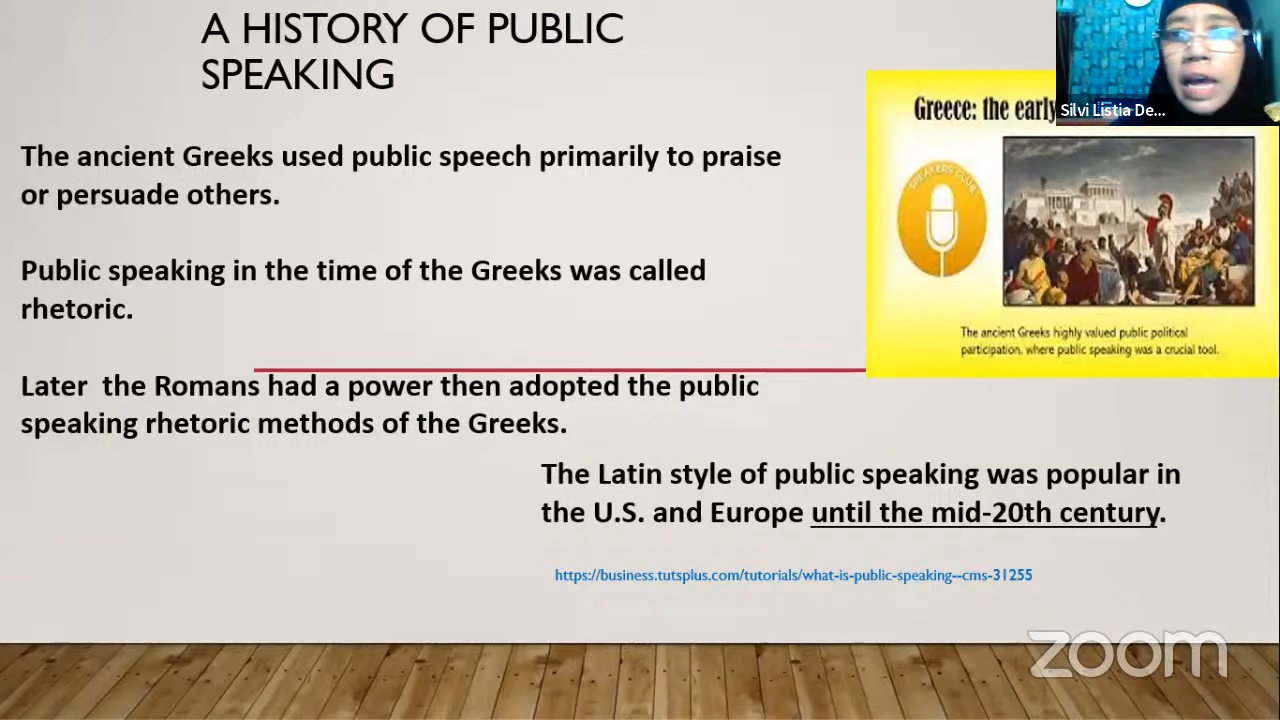 A HISTORY OF PUBLIC
SPEAKING
Silvi Listia De...
Greece: the early
SPEAKERS CLUB
The ancient Greeks used public speech primarily to praise
or persuade others.
Public speaking in the time of the Greeks was called
rhetoric.
The ancient Greeks highly valued public political
participation, where public speaking was a crucial tool.
Later  the Romans had a power then adopted the public
speaking rhetoric methods of the Greeks.
The Latin style of public speaking was popular in
the U.S. and Europe until the mid-20th century.
https://business.tutsplus.com/tutorials/what-is-public-speaking--cms-31255
zoom